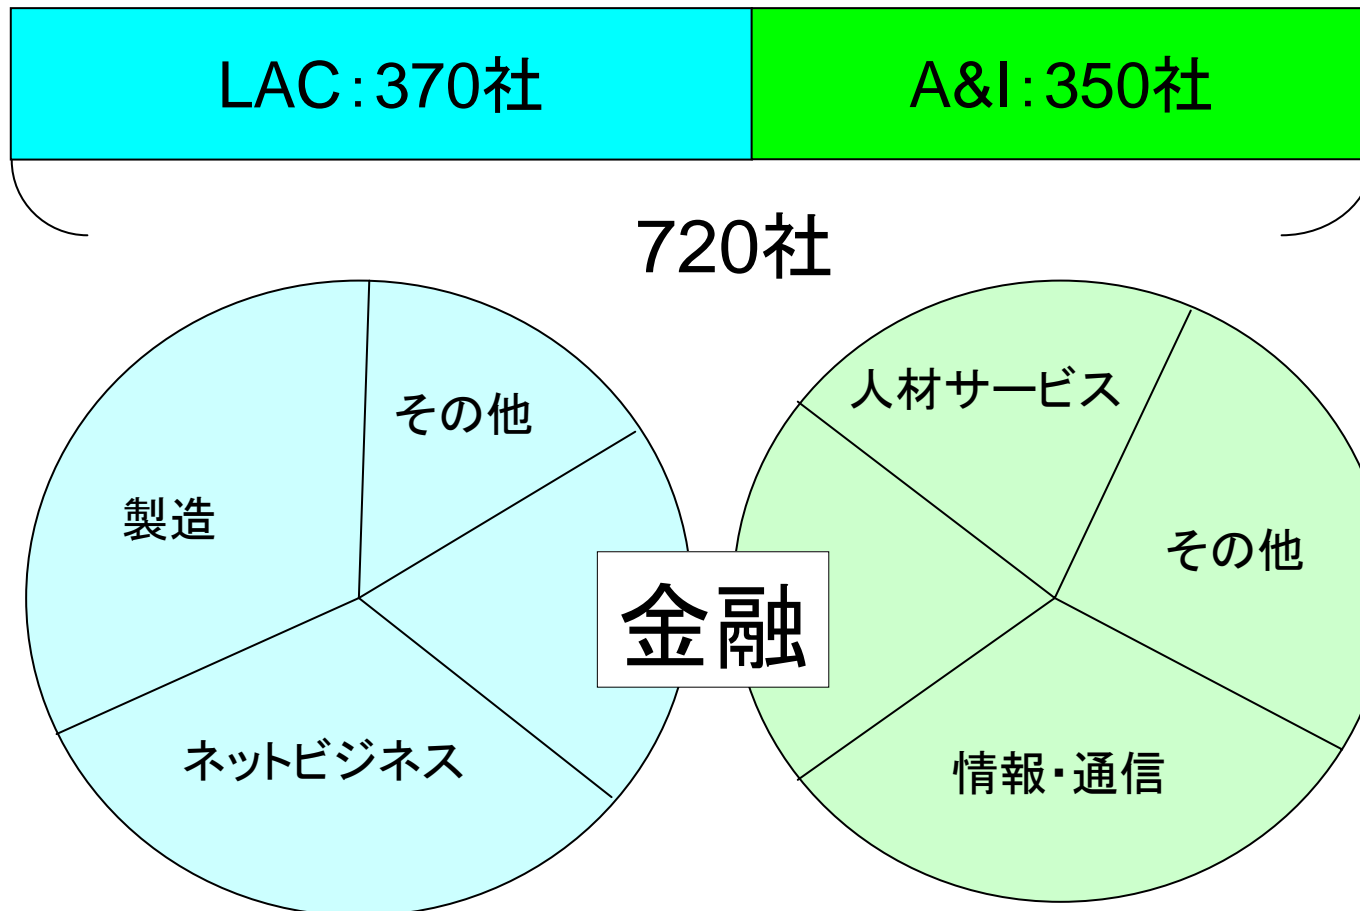 LAC：370社
A&I：350社
720社
その他
人材サービス
製造
その他
金融
ネットビジネス
情報・通信